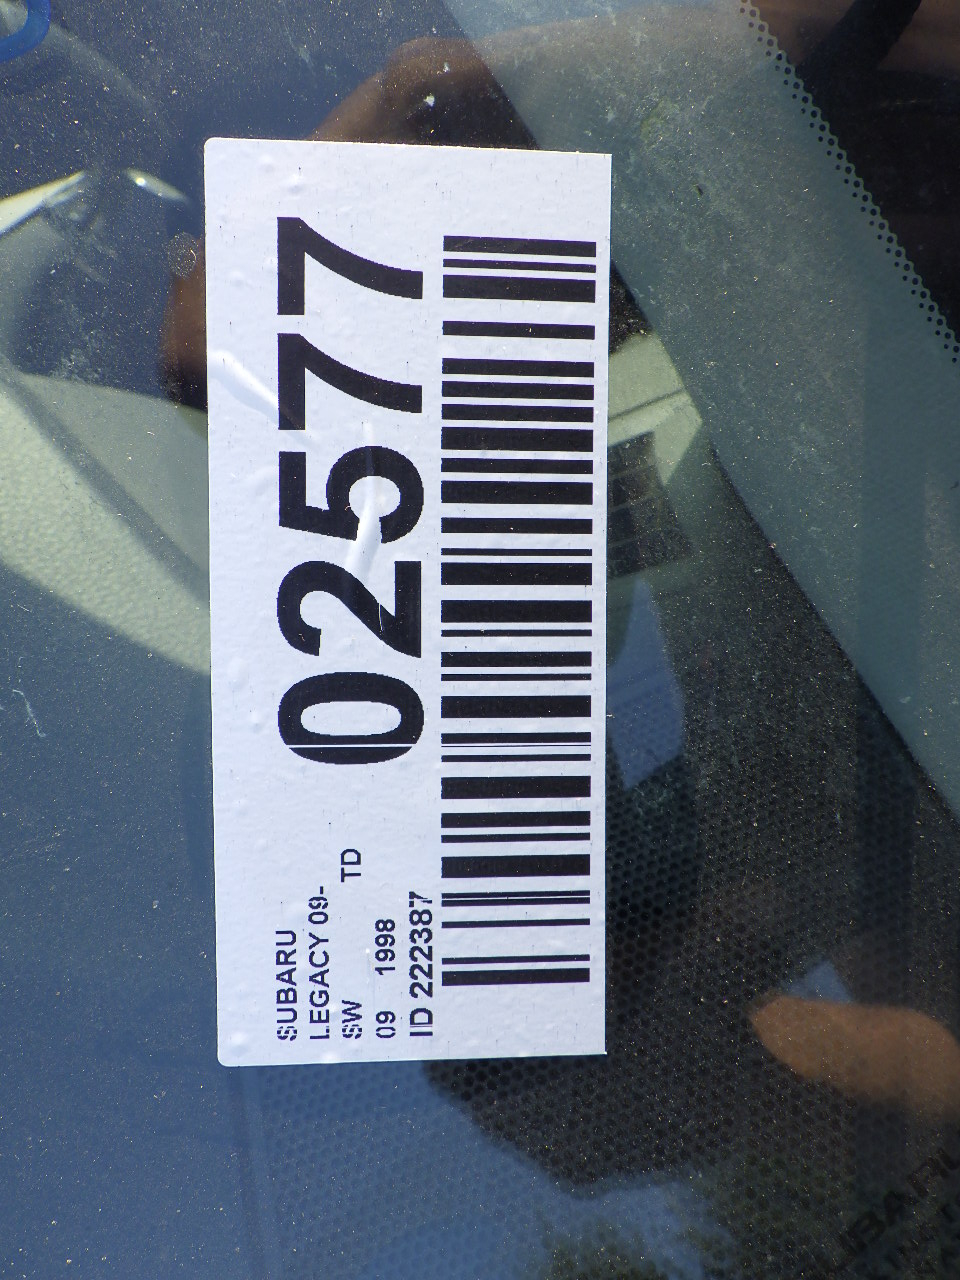 02577
SUBARU
LEGACY 09-
SW TD
09 1998
ID 222387